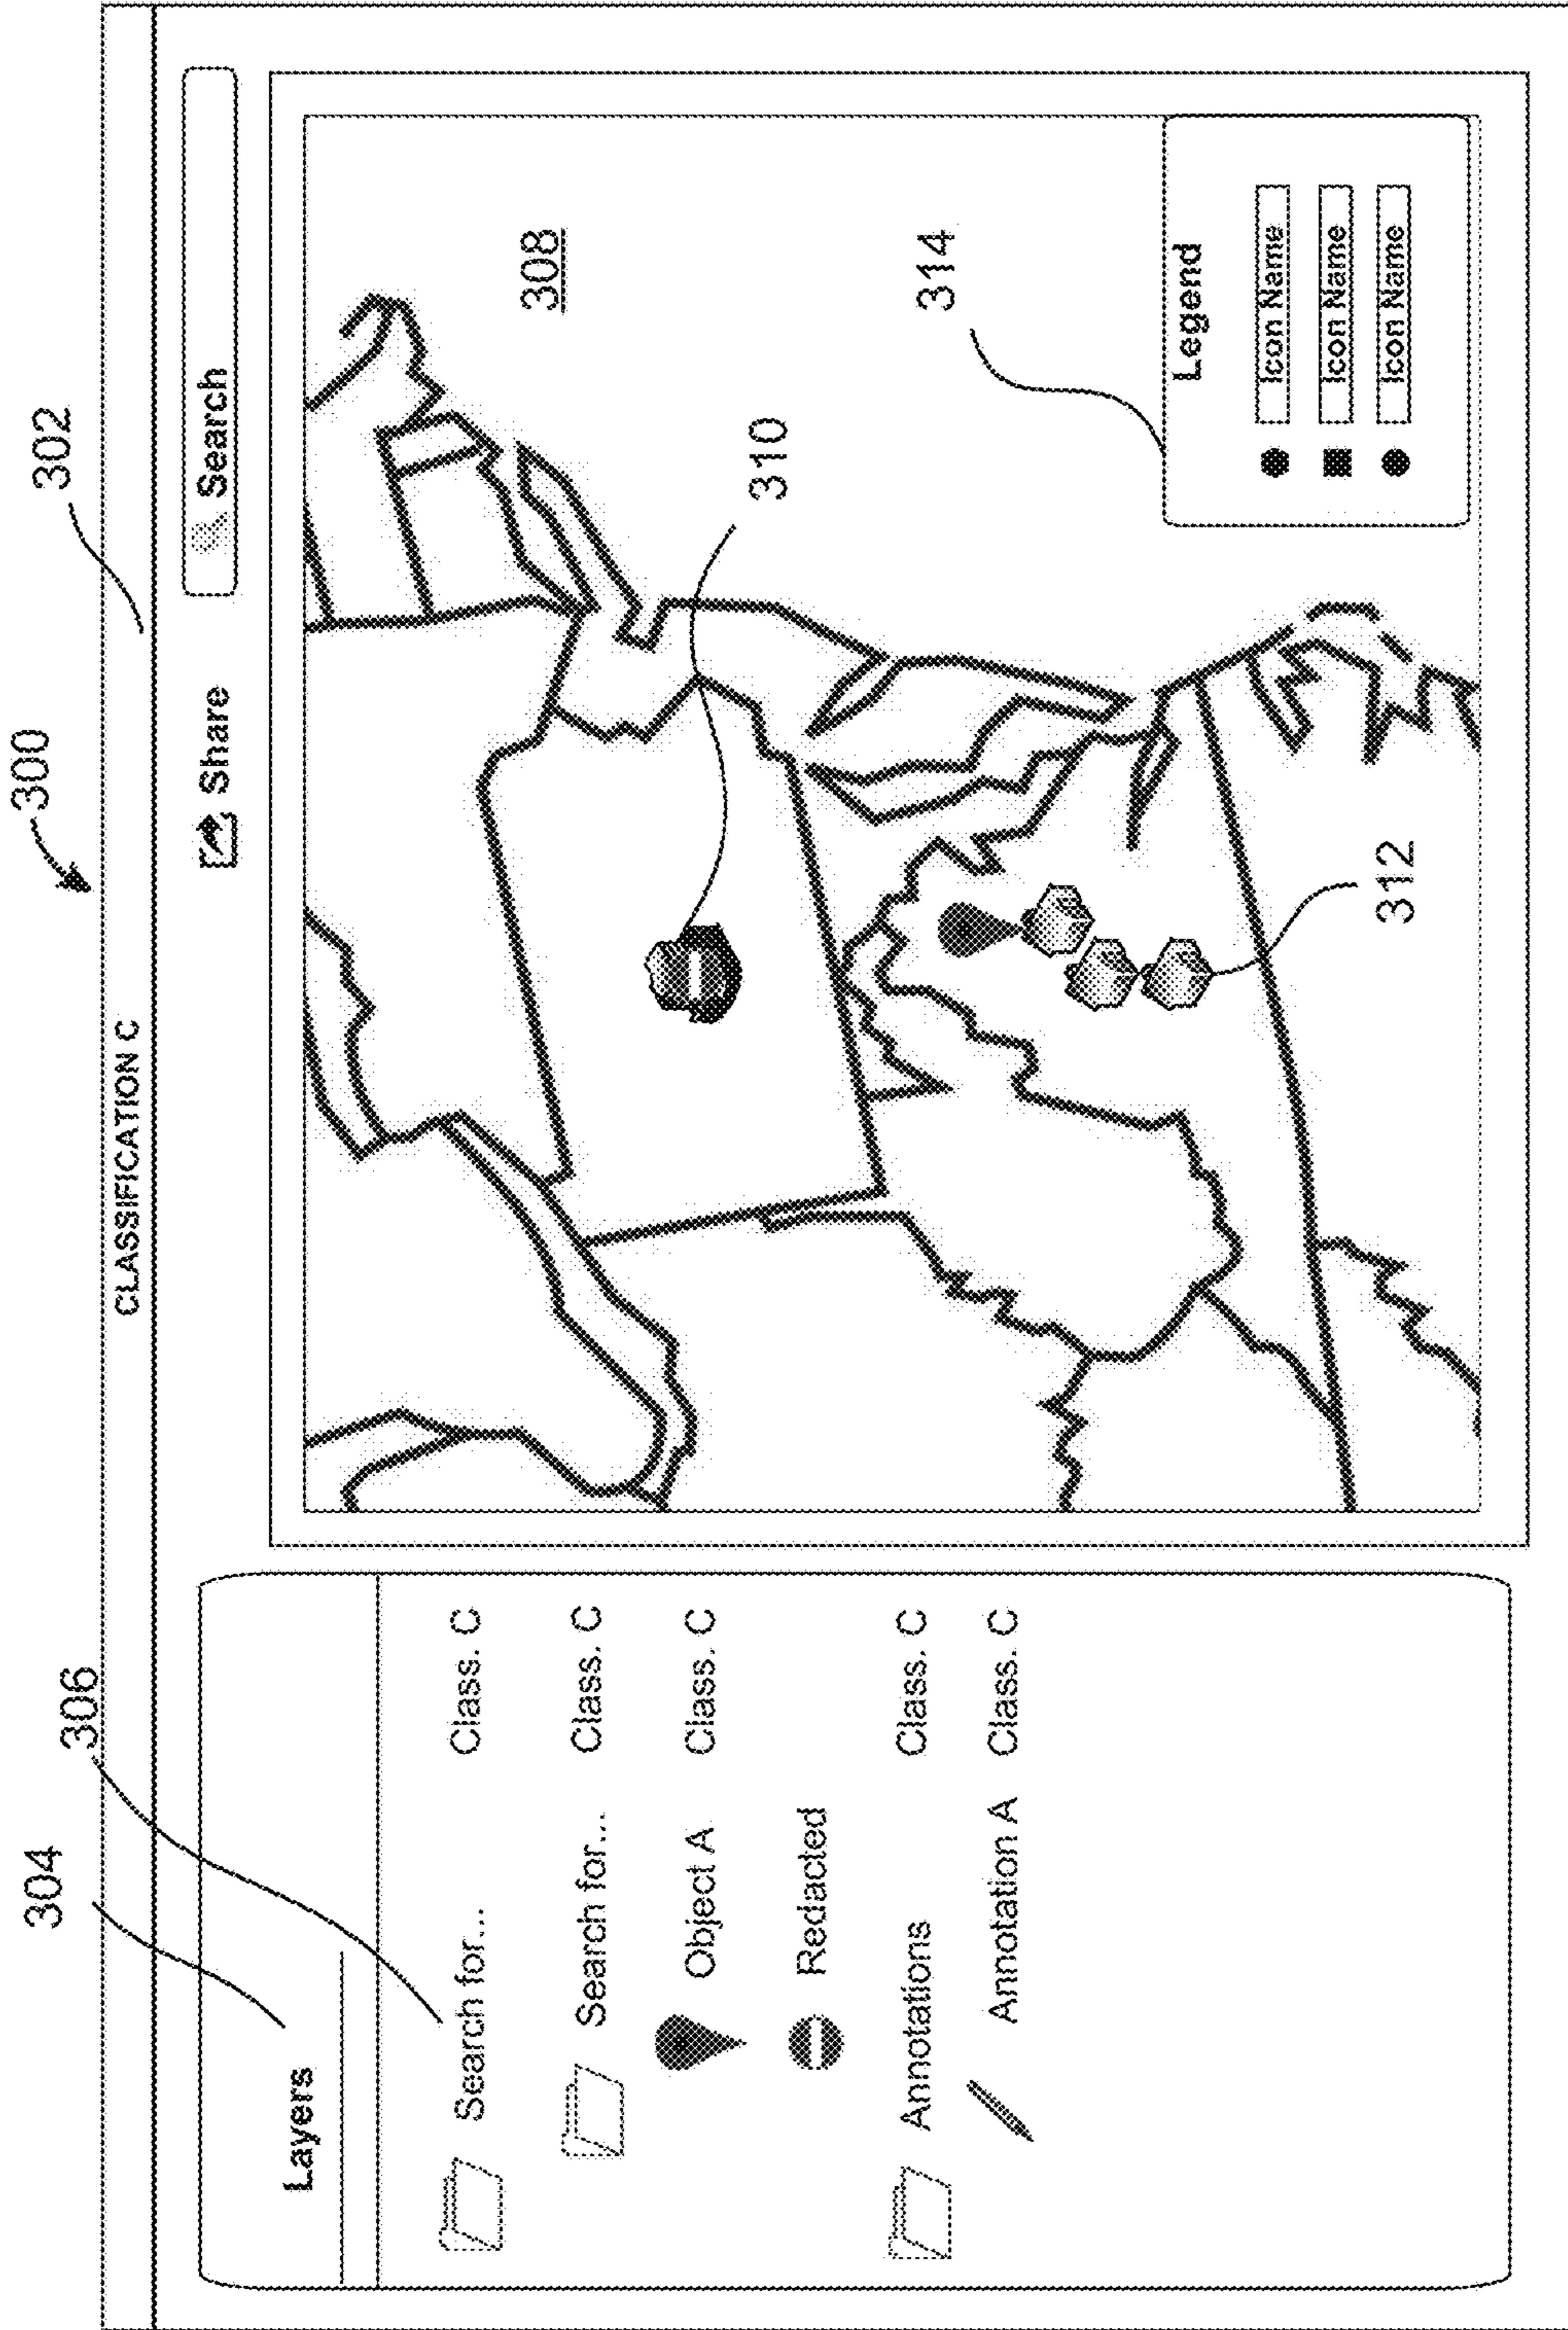 300
302
CLASSIFICATION C
304
306
Share
Search
Layers
Search for... Class. C
Search for... Class. C
Object A Class. C
Redacted
Annotations Class. C
Annotation A Class. C
308
310
314
312
Legend
Icon Name
Icon Name
Icon Name